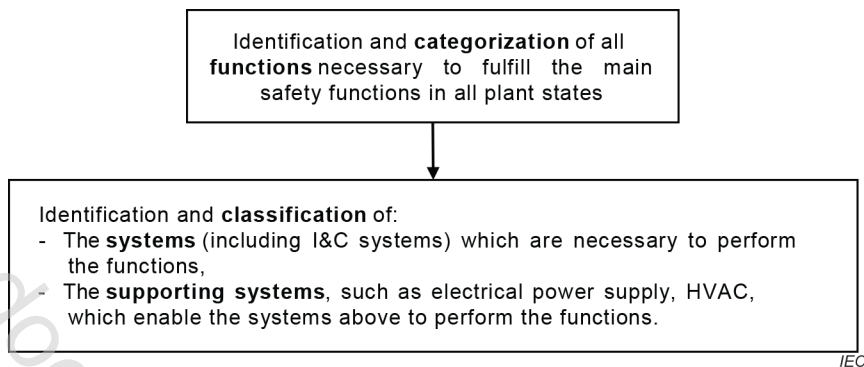 Identification and categorization of all
functions necessary to fulfill the main
safety functions in all plant states
Identification and classification of:
- The systems (including I&C systems) which are necessary to perform
the functions,
- The supporting systems, such as electrical power supply, HVAC,
which enable the systems above to perform the functions.
IEC